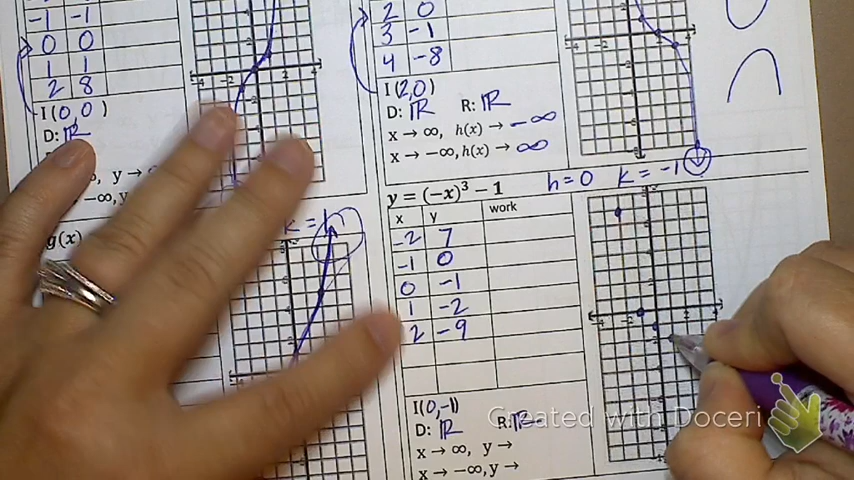 -1 -1
0 0
1 1
2 8
I (0,0)
D: ℝ
2 0
3 -1
4 -8
I (2,0)
D: ℝ R: ℝ
x → ∞, h(x) → -∞
x → -∞, h(x) → ∞
y = (-x)³ - 1
h = 0 k = -1
x y work
-2 7
-1 0
0 -1
1 -2
2 -9
I (0,-1)
D: ℝ R: ℝ
x → ∞, y →
x → -∞, y →
k = 1
g(x)
Created with Doceri